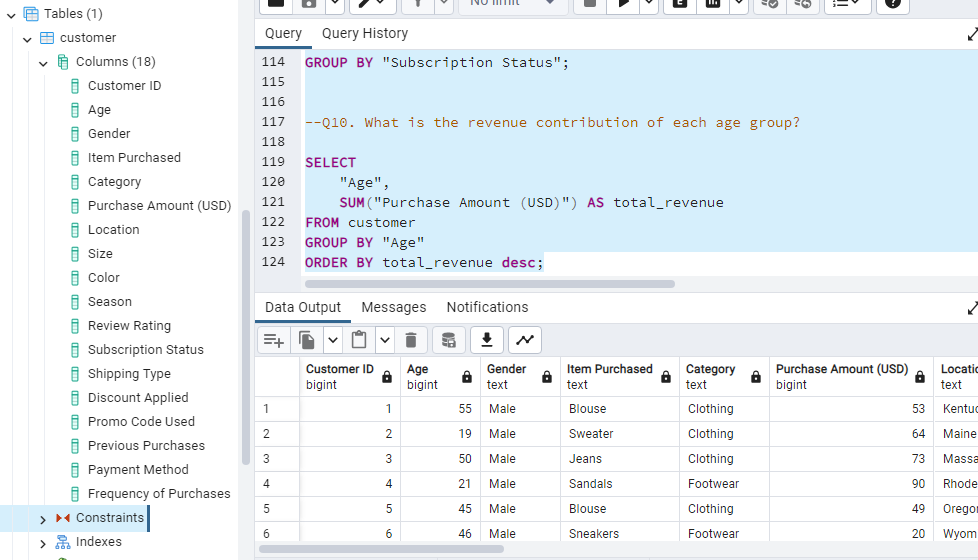 Tables (1)
customer
Columns (18)
Customer ID
Age
Gender
Item Purchased
Category
Purchase Amount (USD)
Location
Size
Color
Season
Review Rating
Subscription Status
Shipping Type
Discount Applied
Promo Code Used
Previous Purchases
Payment Method
Frequency of Purchases
Constraints
Indexes
No limit
Query Query History
114 GROUP BY "Subscription Status";
115
116
117 --Q10. What is the revenue contribution of each age group?
118
119 SELECT
120 "Age",
121 SUM("Purchase Amount (USD)") AS total_revenue
122 FROM customer
123 GROUP BY "Age"
124 ORDER BY total_revenue desc;
Data Output Messages Notifications
Customer ID Age Gender Item Purchased Category Purchase Amount (USD) Locatio
bigint bigint text text text bigint text
1 1 55 Male Blouse Clothing 53 Kentuc
2 2 19 Male Sweater Clothing 64 Maine
3 3 50 Male Jeans Clothing 73 Massa
4 4 21 Male Sandals Footwear 90 Rhode
5 5 45 Male Blouse Clothing 49 Orego
6 6 46 Male Sneakers Footwear 20 Wyom